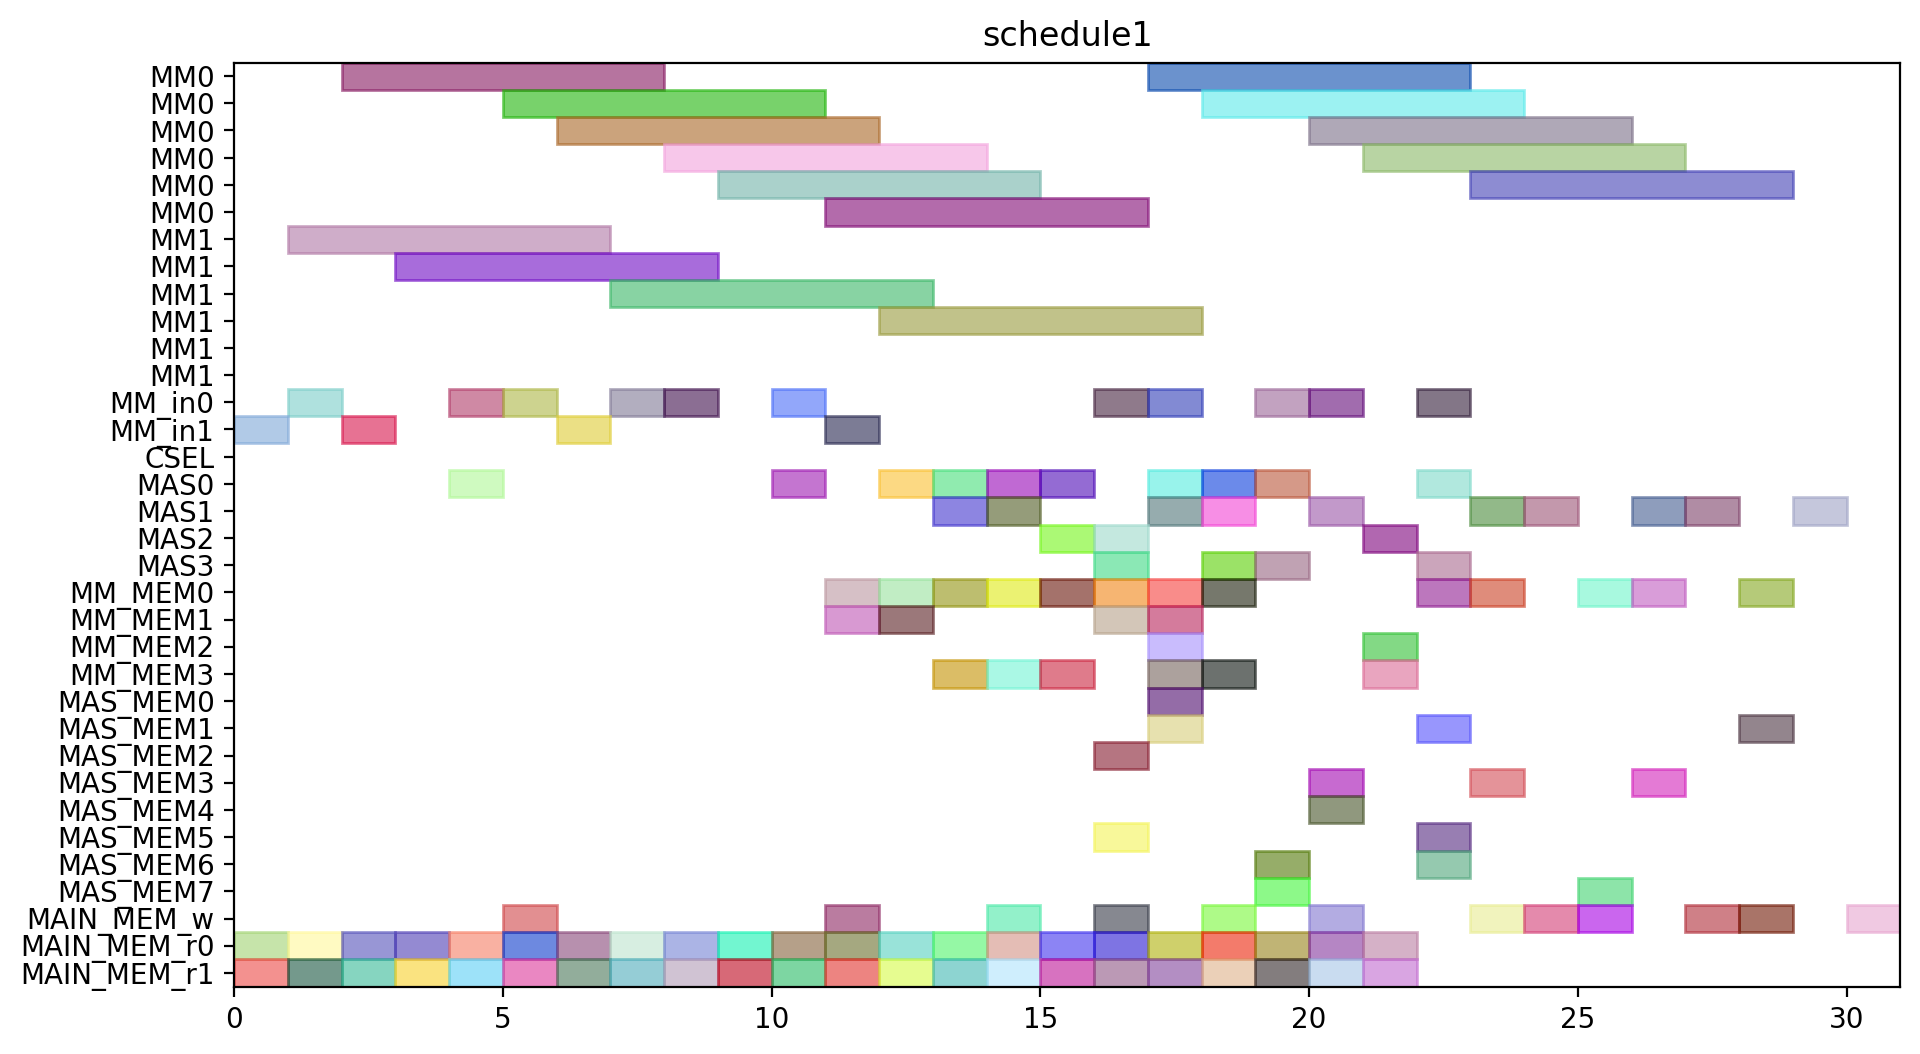 schedule1
MM0
MM0
MM0
MM0
MM0
MM0
MM1
MM1
MM1
MM1
MM1
MM1
MM_in0
MM_in1
CSEL
MAS0
MAS1
MAS2
MAS3
MM_MEM0
MM_MEM1
MM_MEM2
MM_MEM3
MAS_MEM0
MAS_MEM1
MAS_MEM2
MAS_MEM3
MAS_MEM4
MAS_MEM5
MAS_MEM6
MAS_MEM7
MAIN_MEM_w
MAIN_MEM_r0
MAIN_MEM_r1
0 5 10 15 20 25 30